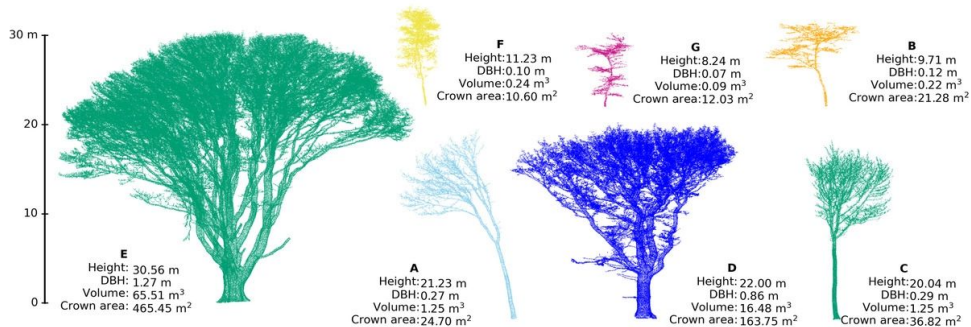 30 m
20
10
0
E
Height: 30.56 m
DBH: 1.27 m
Volume: 65.51 m³
Crown area: 465.45 m²
F
Height:11.23 m
DBH:0.10 m
Volume:0.24 m³
Crown area:10.60 m²
G
Height:8.24 m
DBH:0.07 m
Volume:0.09 m³
Crown area:12.03 m²
B
Height:9.71 m
DBH:0.12 m
Volume:0.22 m³
Crown area:21.28 m²
A
Height:21.23 m
DBH:0.27 m
Volume:1.25 m³
Crown area:24.70 m²
D
Height:22.00 m
DBH:0.86 m
Volume:16.48 m³
Crown area:163.75 m²
C
Height:20.04 m
DBH:0.29 m
Volume:1.25 m³
Crown area:36.82 m²